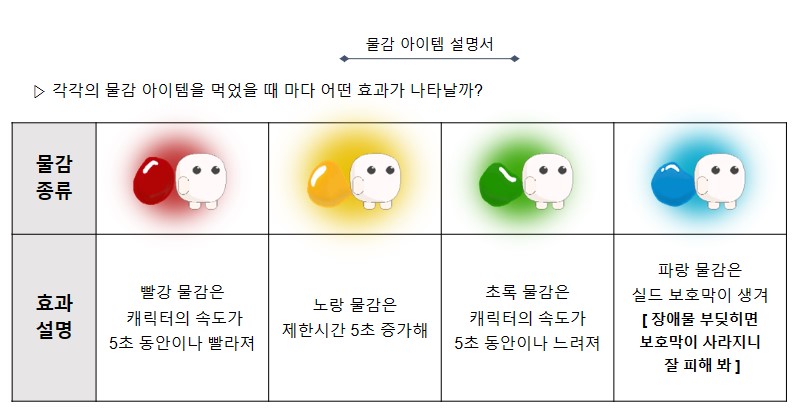 물감 아이템 설명서
▷ 각각의 물감 아이템을 먹었을 때 마다 어떤 효과가 나타날까?
물감
종류
효과
설명
빨강 물감은
캐릭터의 속도가
5초 동안이나 빨라져
노랑 물감은
제한시간 5초 증가해
초록 물감은
캐릭터의 속도가
5초 동안이나 느려져
파랑 물감은
실드 보호막이 생겨
[ 장애물 부딪히면
보호막이 사라지니
잘 피해 봐 ]